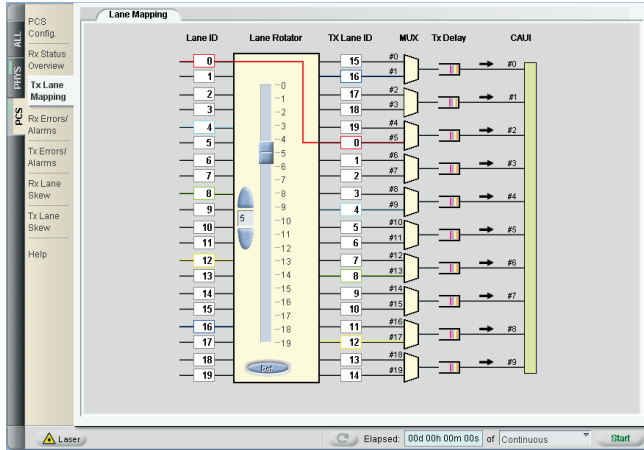 Lane Mapping
ALL
PHYS
PCS
PCS Config.
Rx Status Overview
Tx Lane Mapping
Rx Errors/ Alarms
Tx Errors/ Alarms
Rx Lane Skew
Tx Lane Skew
Help
Lane ID Lane Rotator TX Lane ID MUX Tx Delay CAUI
0 15 #0 #0
1 16 #1
2 17 #2 #1
3 18 #3
4 19 #4 #2
5 0 #5
6 1 #6 #3
7 2 #7
8 3 #8 #4
9 4 #9
10 5 #10 #5
11 6 #11
12 7 #12 #6
13 8 #13
14 9 #14 #7
15 10 #15
16 11 #16 #8
17 12 #17
18 13 #18 #9
19 14 #19
0
1
2
3
4
5
6
7
8
9
10
11
12
13
14
15
16
17
18
19
5
Set
Laser
Elapsed: 00d 00h 00m 00s of Continuous
Start